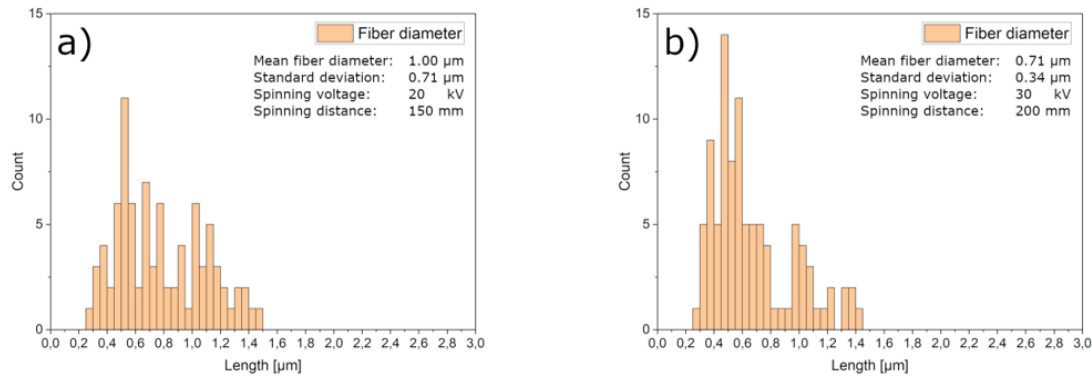 a)
Fiber diameter
Mean fiber diameter: 1.00 µm
Standard deviation: 0.71 µm
Spinning voltage: 20 kV
Spinning distance: 150 mm
15
10
5
0
Count
0,0 0,2 0,4 0,6 0,8 1,0 1,2 1,4 1,6 1,8 2,0 2,2 2,4 2,6 2,8 3,0
Length [µm]
b)
Fiber diameter
Mean fiber diameter: 0.71 µm
Standard deviation: 0.34 µm
Spinning voltage: 30 kV
Spinning distance: 200 mm
15
10
5
0
Count
0,0 0,2 0,4 0,6 0,8 1,0 1,2 1,4 1,6 1,8 2,0 2,2 2,4 2,6 2,8 3,0
Length [µm]